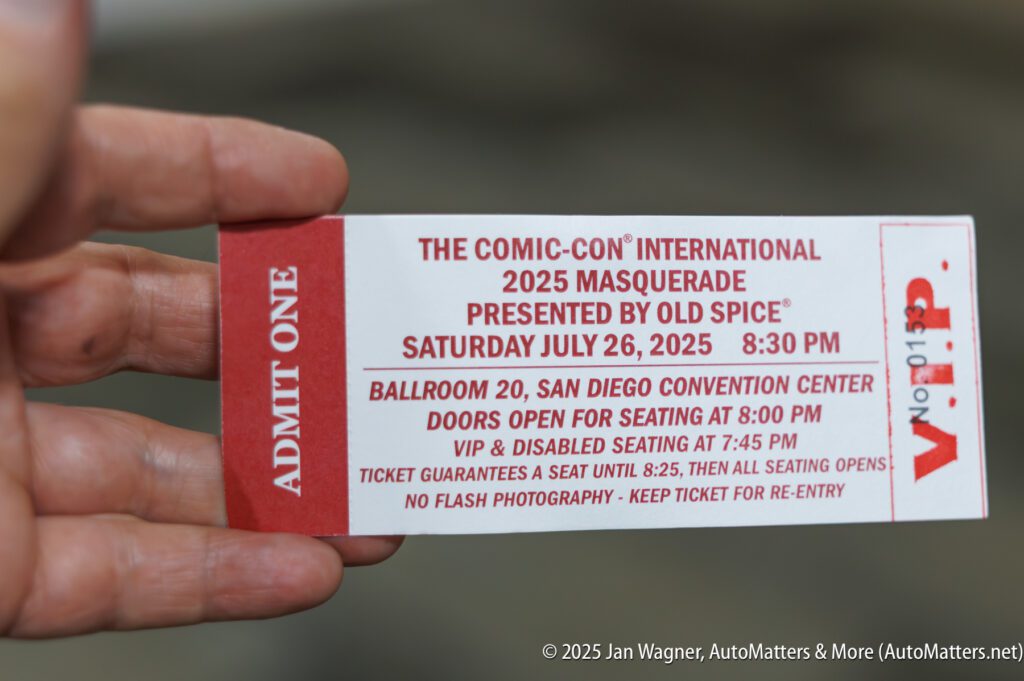 ADMIT ONE
THE COMIC-CON® INTERNATIONAL
2025 MASQUERADE
PRESENTED BY OLD SPICE®
SATURDAY JULY 26, 2025 8:30 PM
BALLROOM 20, SAN DIEGO CONVENTION CENTER
DOORS OPEN FOR SEATING AT 8:00 PM
VIP & DISABLED SEATING AT 7:45 PM
TICKET GUARANTEES A SEAT UNTIL 8:25, THEN ALL SEATING OPENS
NO FLASH PHOTOGRAPHY - KEEP TICKET FOR RE-ENTRY
No. 0153
V.I.P.
© 2025 Jan Wagner, AutoMatters & More (AutoMatters.net)